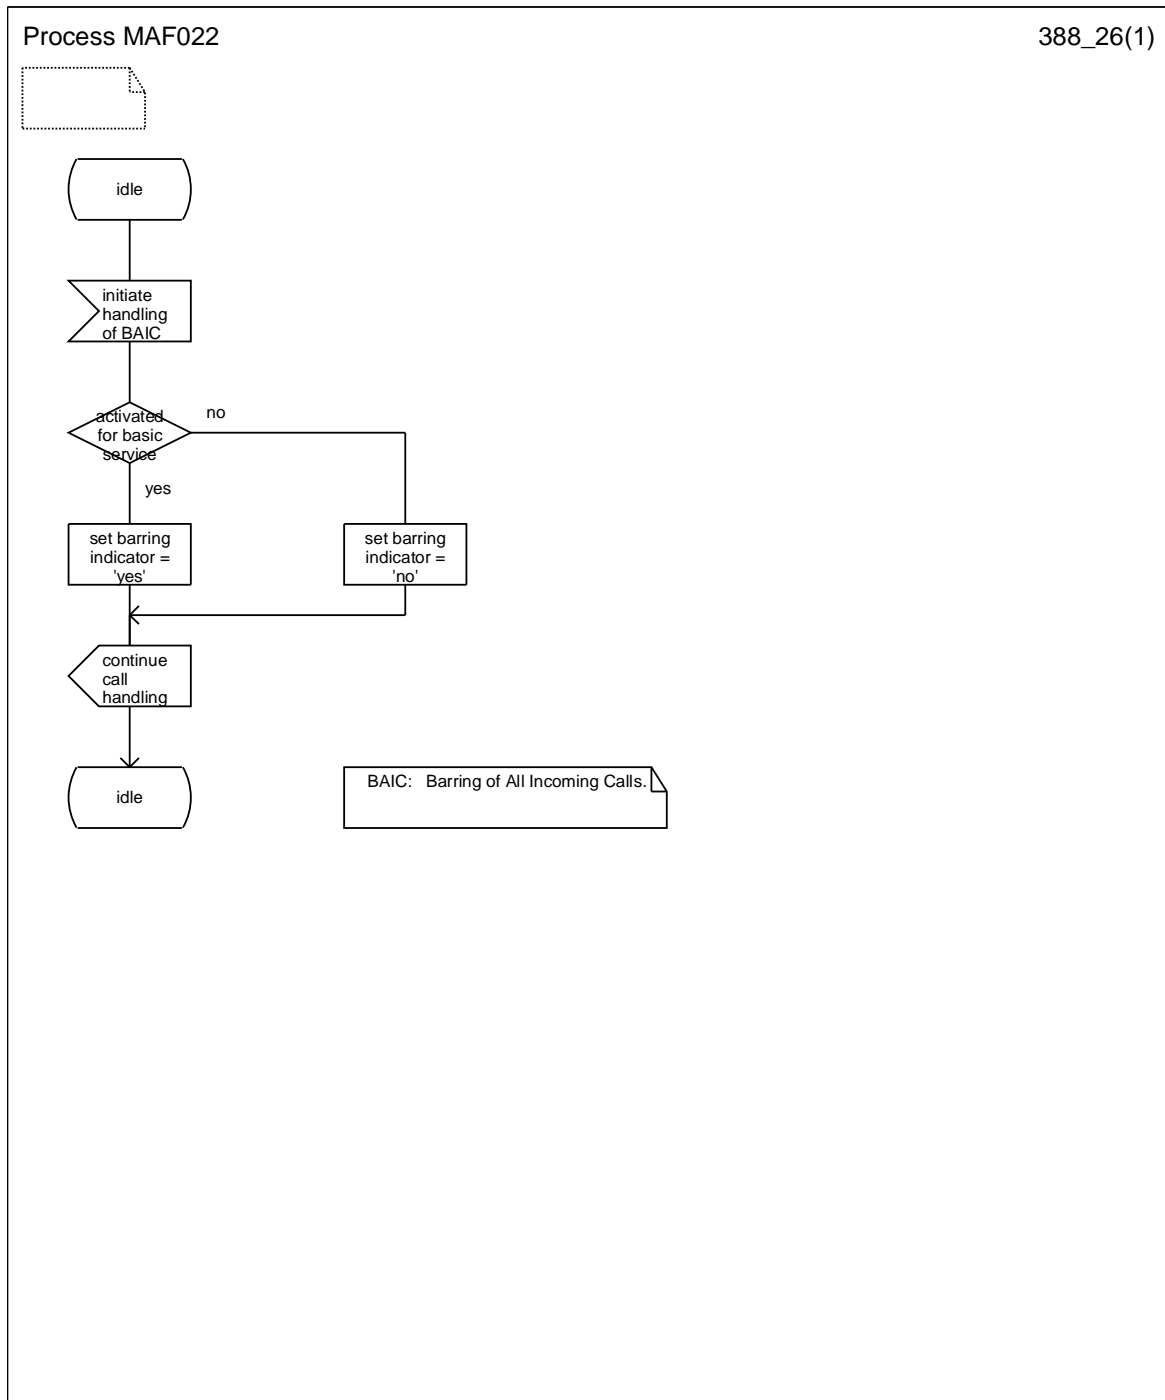 Process MAF022
388_26(1)
idle
initiate
handling
of BAIC
activated
for basic
service
no
yes
set barring
indicator =
'yes'
set barring
indicator =
'no'
continue
call
handling
idle
BAIC: Barring of All Incoming Calls.